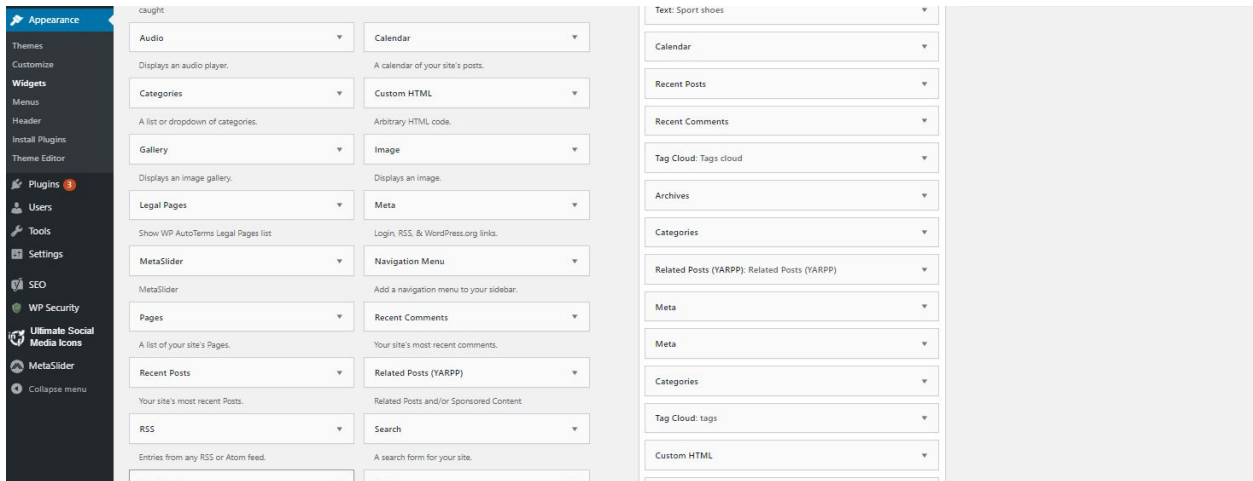 Appearance
Themes
Customize
Widgets
Menus
Header
Install Plugins
Theme Editor
Plugins 3
Users
Tools
Settings
SEO
WP Security
Ultimate Social
Media Icons
MetaSlider
Collapse menu
caught
Audio
Displays an audio player.
Categories
A list or dropdown of categories.
Gallery
Displays an image gallery.
Legal Pages
Show WP AutoTerms Legal Pages list
MetaSlider
MetaSlider
Pages
A list of your site's Pages.
Recent Posts
Your site's most recent Posts.
RSS
Entries from any RSS or Atom feed.
Calendar
A calendar of your site's posts.
Custom HTML
Arbitrary HTML code.
Image
Displays an image.
Meta
Login, RSS, & WordPress.org links.
Navigation Menu
Add a navigation menu to your sidebar.
Recent Comments
Your site's most recent comments.
Related Posts (YARPP)
Related Posts and/or Sponsored Content
Search
A search form for your site.
Text: Sport shoes
Calendar
Recent Posts
Recent Comments
Tag Cloud: Tags cloud
Archives
Categories
Related Posts (YARPP): Related Posts (YARPP)
Meta
Meta
Categories
Tag Cloud: tags
Custom HTML